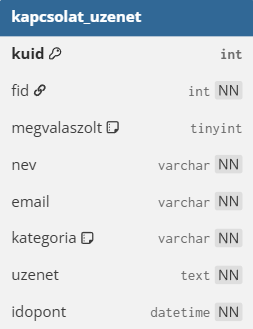 kapcsolat_uzenet
kuid int
fid int NN
megvalaszolt tinyint
nev varchar NN
email varchar NN
kategoria varchar NN
uzenet text NN
idopont datetime NN